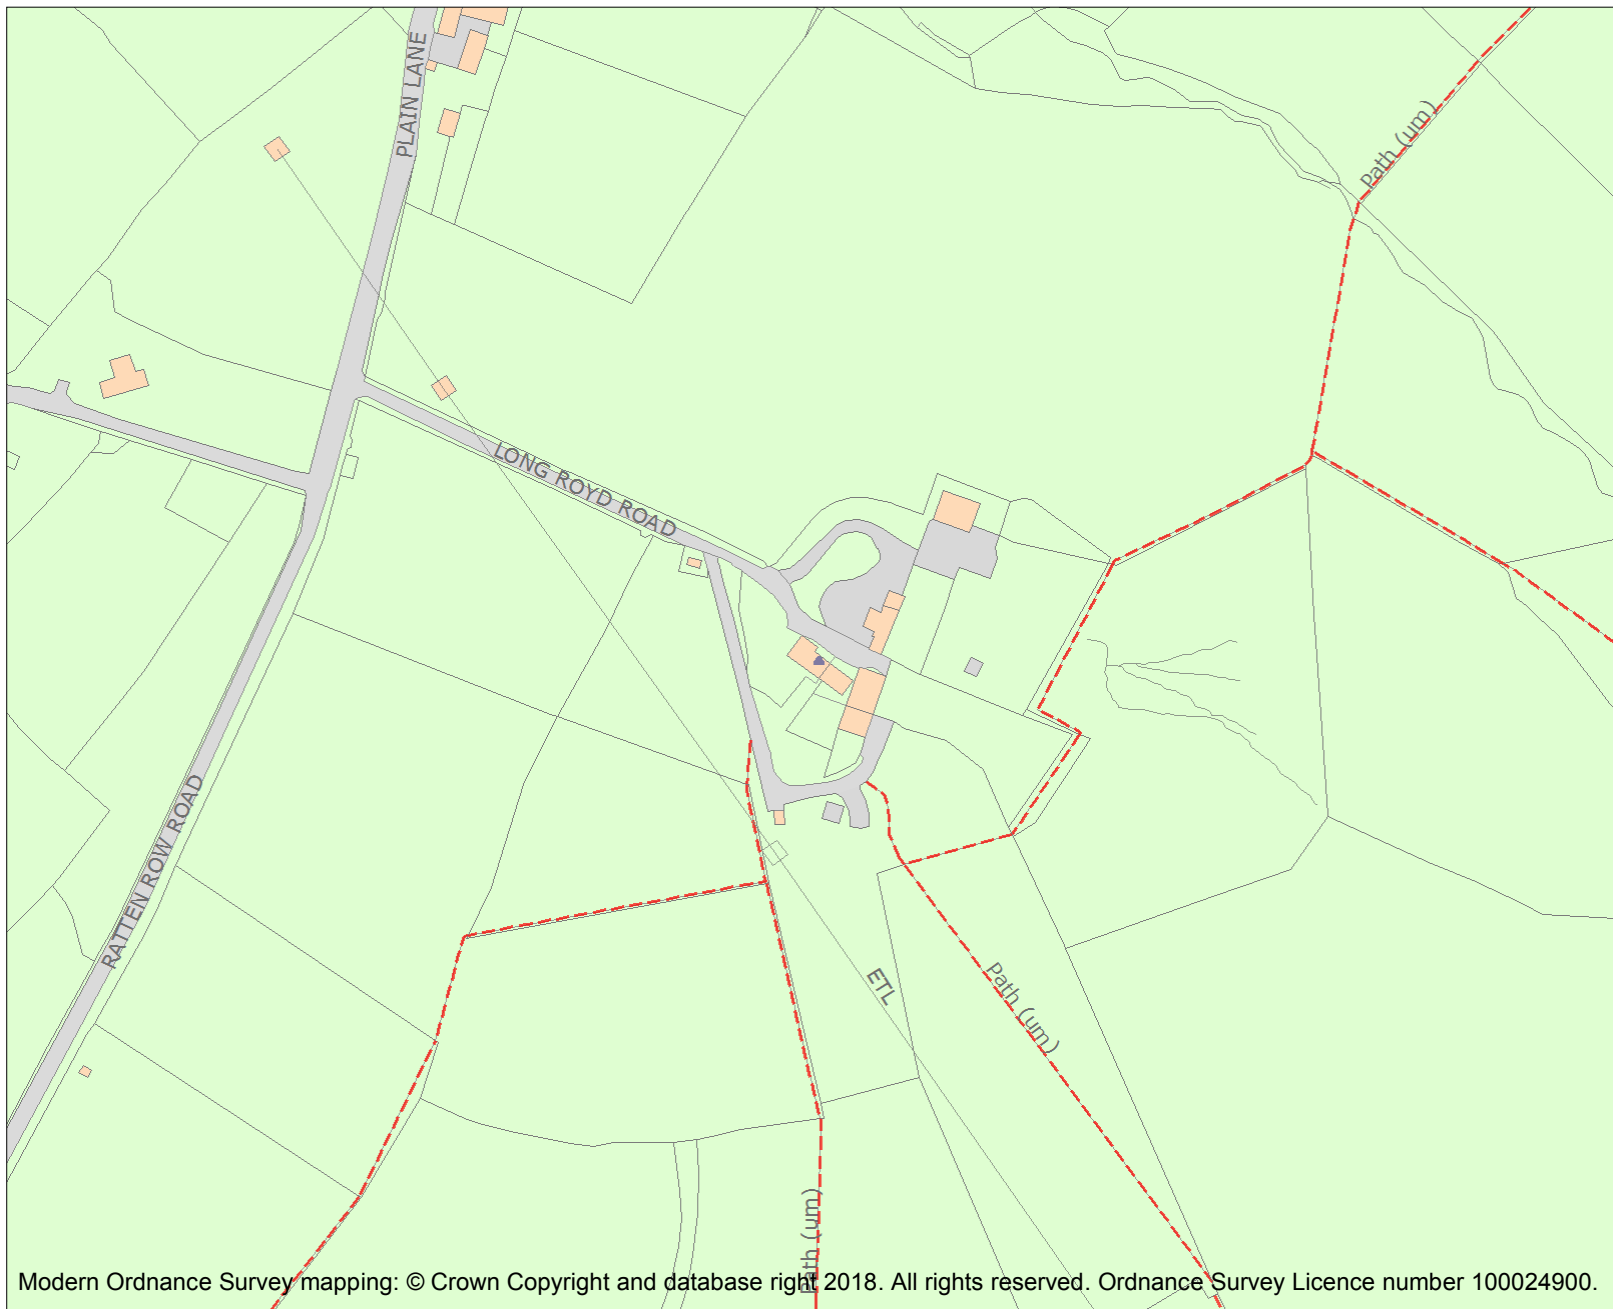 PLAIN LANE
Path (um)
LONG ROYD ROAD
RATTEN ROW ROAD
ETL
Path (um)
Path (um)
Modern Ordnance Survey mapping: © Crown Copyright and database right 2018. All rights reserved. Ordnance Survey Licence number 100024900.